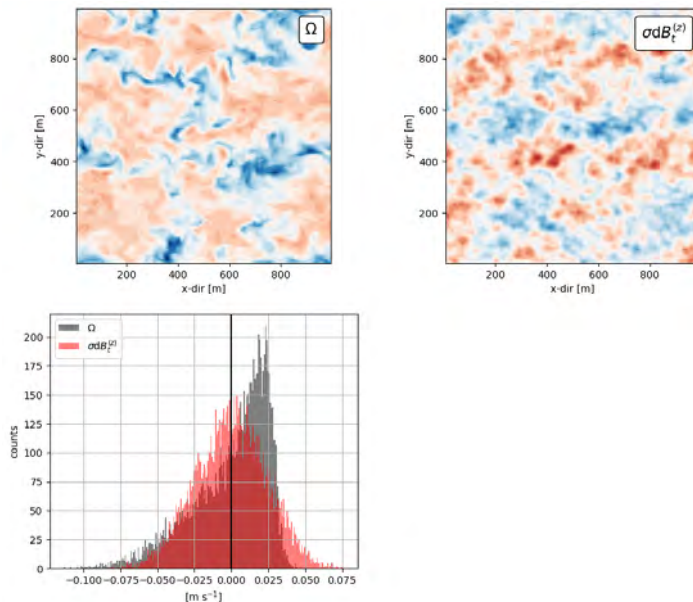 Ω
y-dir [m]
800
600
400
200
200 400 600 800
x-dir [m]
σdB_t^(z)
y-dir [m]
800
600
400
200
200 400 600 800
x-dir [m]
Ω
σdB_t^(z)
counts
200
175
150
125
100
75
50
25
0
−0.100 −0.075 −0.050 −0.025 0.000 0.025 0.050 0.075
[m s⁻¹]